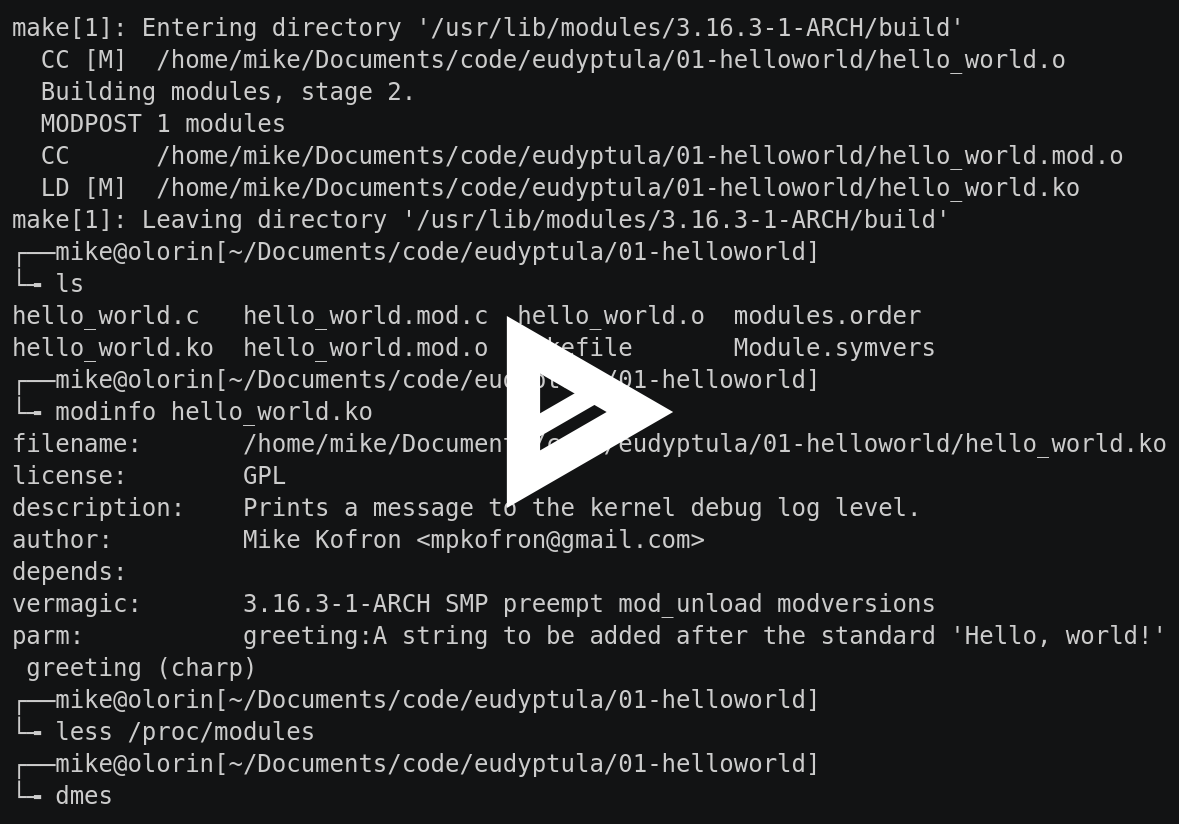 make[1]: Entering directory '/usr/lib/modules/3.16.3-1-ARCH/build'
  CC [M]  /home/mike/Documents/code/eudyptula/01-helloworld/hello_world.o
  Building modules, stage 2.
  MODPOST 1 modules
  CC      /home/mike/Documents/code/eudyptula/01-helloworld/hello_world.mod.o
  LD [M]  /home/mike/Documents/code/eudyptula/01-helloworld/hello_world.ko
make[1]: Leaving directory '/usr/lib/modules/3.16.3-1-ARCH/build'
┌──mike@olorin[~/Documents/code/eudyptula/01-helloworld]
└╼ ls
hello_world.c   hello_world.mod.c  hello_world.o  modules.order
hello_world.ko  hello_world.mod.o  Makefile       Module.symvers
┌──mike@olorin[~/Documents/code/eudyptula/01-helloworld]
└╼ modinfo hello_world.ko
filename:       /home/mike/Documents/code/eudyptula/01-helloworld/hello_world.ko
license:        GPL
description:    Prints a message to the kernel debug log level.
author:         Mike Kofron <mpkofron@gmail.com>
depends:
vermagic:       3.16.3-1-ARCH SMP preempt mod_unload modversions
parm:           greeting:A string to be added after the standard 'Hello, world!'
 greeting (charp)
┌──mike@olorin[~/Documents/code/eudyptula/01-helloworld]
└╼ less /proc/modules
┌──mike@olorin[~/Documents/code/eudyptula/01-helloworld]
└╼ dmes